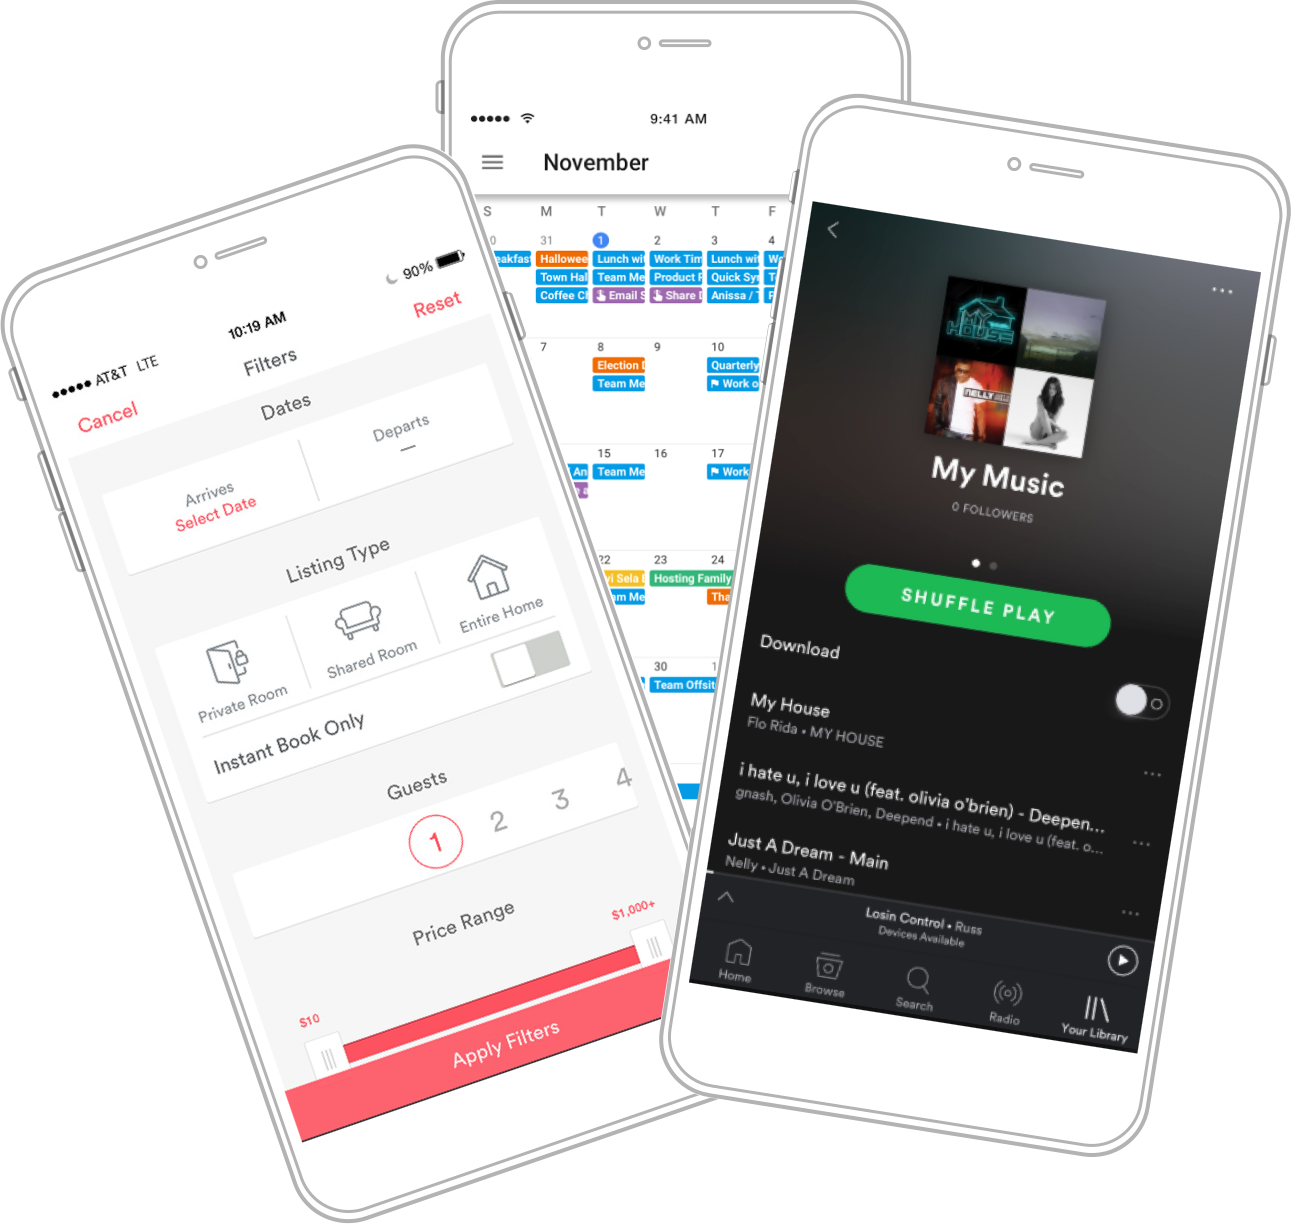 AT&T LTE
10:19 AM
90%
Cancel
Filters
Reset
Dates
Arrives
Select Date
Departs
Listing Type
Private Room
Shared Room
Entire Home
Instant Book Only
Guests
1 2 3 4
Price Range
$10
$1,000+
Apply Filters
9:41 AM
November
S M T W T F
0 31 1 2 3 4
eakfas Hallowee Lunch wi Work Tim Lunch wi
Town Hal Team Me Product Quick Sy
Coffee Email Share Anissa /
7 8 9 10
Election Quarterly
Team Me Work o
15 16 17
An Team Me Work
22 23 24
vi Sela Hosting Family
am Me Tha
30 1
Team Offsit
MY
HOUSE
NELLY
My Music
0 FOLLOWERS
SHUFFLE PLAY
Download
My House
Flo Rida • MY HOUSE
i hate u, i love u (feat. olivia o'brien) - Deepen...
gnash, Olivia O'Brien, Deepend • i hate u, i love u (feat. o...
Just A Dream - Main
Nelly • Just A Dream
Losin Control • Russ
Devices Available
Home
Browse
Search
Radio
Your Library